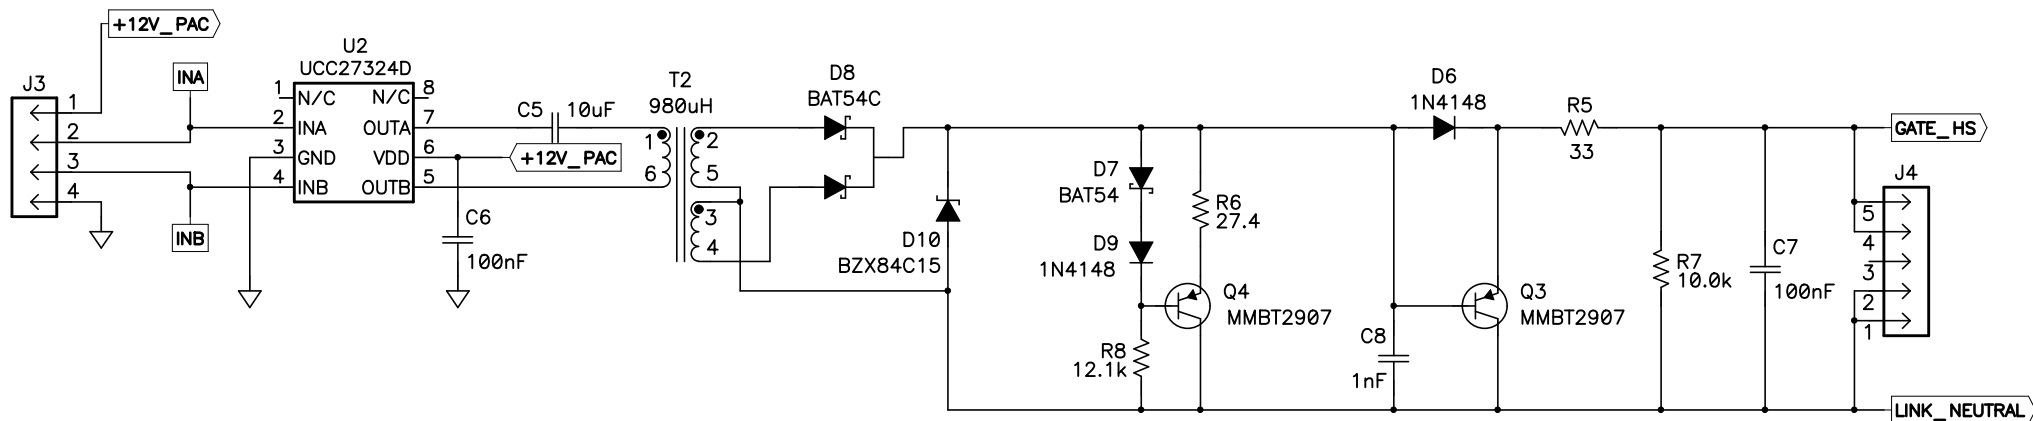 +12V_PAC
J3
1
2
3
4
INA
INB
U2
UCC27324D
1
N/C
N/C
8
2
INA
OUTA
7
3
GND
VDD
6
4
INB
OUTB
5
C5
10uF
+12V_PAC
C6
100nF
T2
980uH
1
6
2
5
3
4
D8
BAT54C
D10
BZX84C15
D7
BAT54
D9
1N4148
R6
27.4
Q4
MMBT2907
R8
12.1k
D6
1N4148
C8
1nF
Q3
MMBT2907
R5
33
R7
10.0k
C7
100nF
GATE_HS
J4
5
4
3
2
1
LINK_NEUTRAL